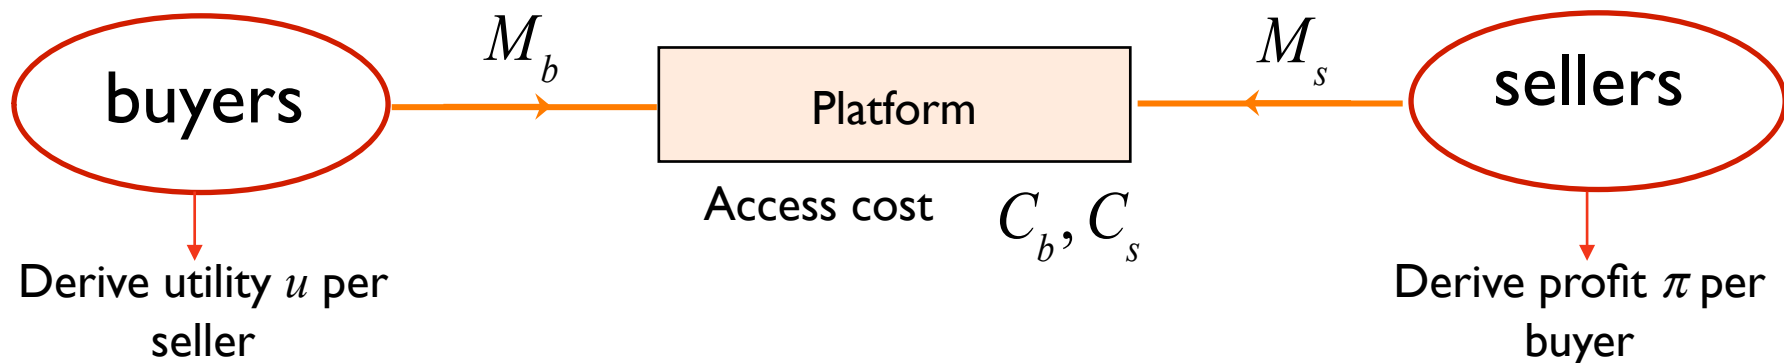 M_b
M_s
buyers
Platform
sellers
Access cost C_b, C_s
Derive utility u per
seller
Derive profit π per
buyer